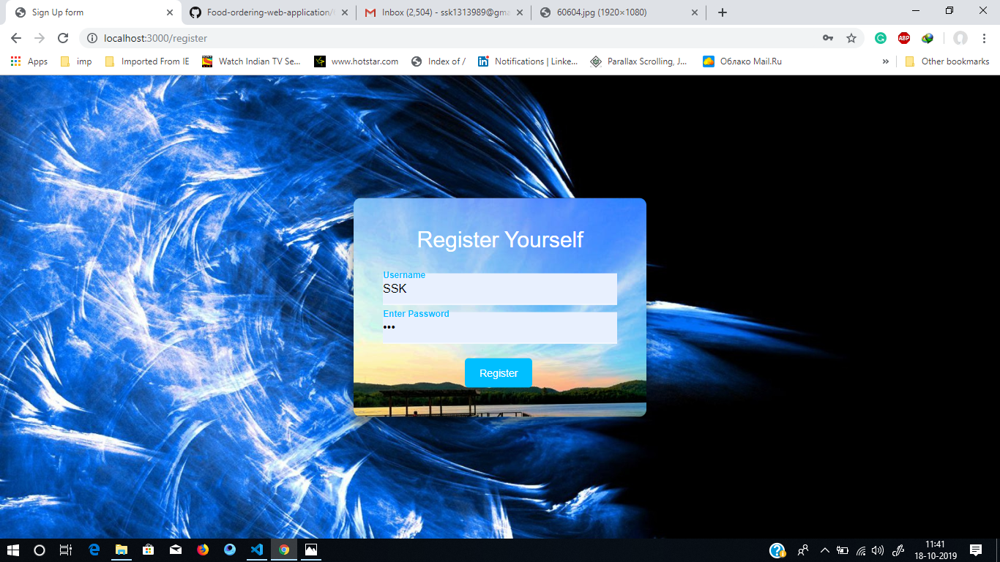 Sign Up form
Food-ordering-web-application/
Inbox (2,504) - ssk1313989@gma
60604.jpg (1920×1080)
localhost:3000/register
ABP
Apps
imp
Imported From IE
Watch Indian TV Se...
www.hotstar.com
Index of /
Notifications | Linke...
Parallax Scrolling, J...
Облако Mail.Ru
Other bookmarks
Register Yourself
Username
SSK
Enter Password
•••
Register
11:41
18-10-2019